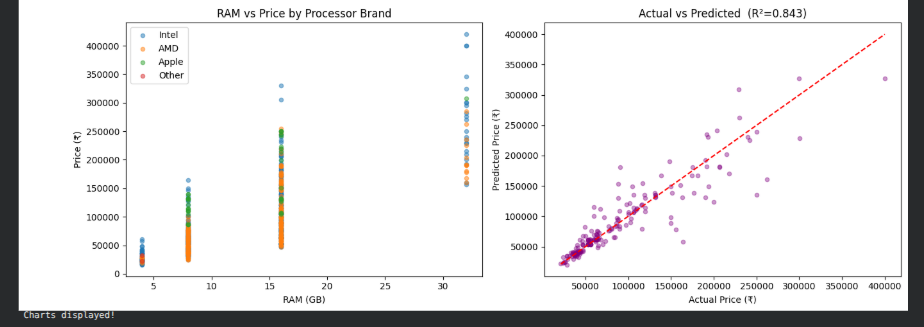 RAM vs Price by Processor Brand
Intel
AMD
Apple
Other
400000
350000
300000
250000
200000
150000
100000
50000
0
Price (₹)
5
10
15
20
25
30
RAM (GB)
Actual vs Predicted  (R²=0.843)
400000
350000
300000
250000
200000
150000
100000
50000
Predicted Price (₹)
50000
100000
150000
200000
250000
300000
350000
400000
Actual Price (₹)
Charts displayed!